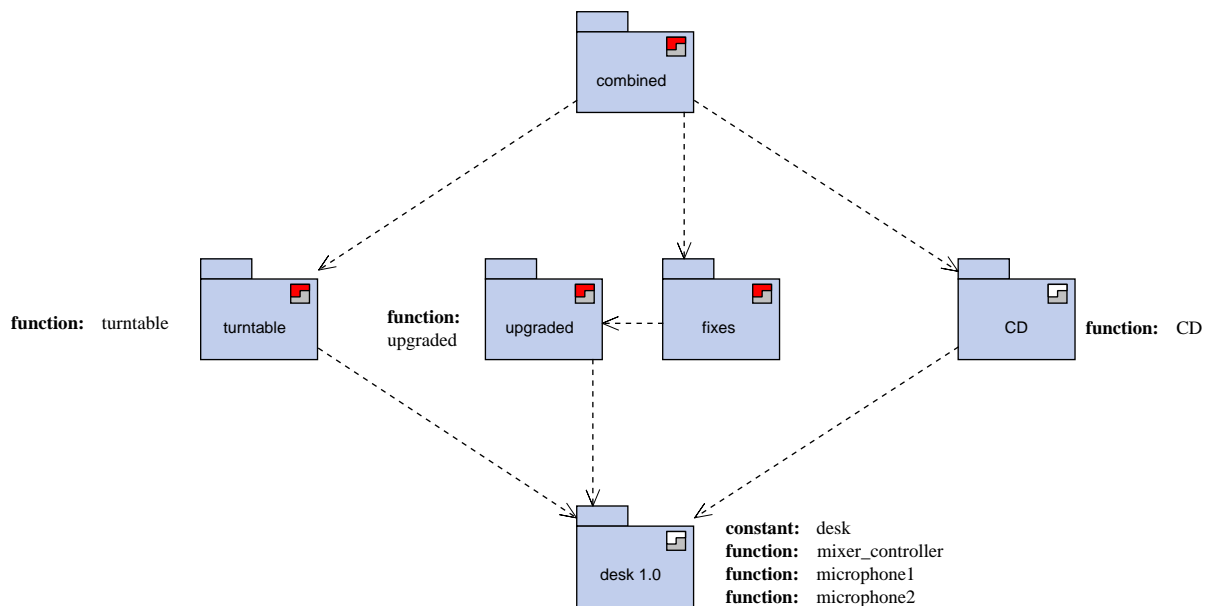 combined
function: turntable
turntable
function:
upgraded
upgraded
fixes
CD
function: CD
desk 1.0
constant: desk
function: mixer_controller
function: microphone1
function: microphone2